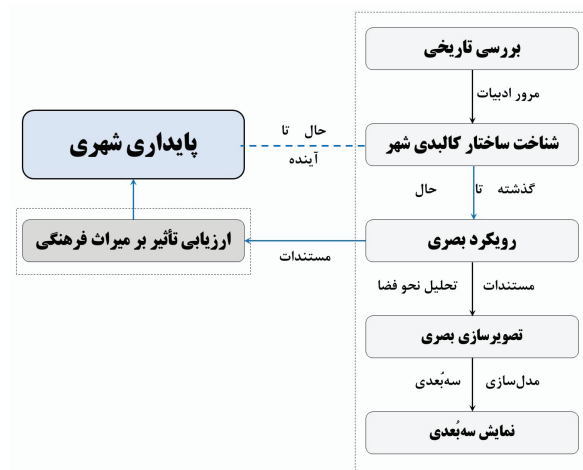 بررسی تاریخی
مرور ادبیات
شناخت ساختار کالبدی شهر
حال تا
آینده
پایداری شهری
گذشته تا حال
رویکرد بصری
مستندات
ارزیابی تأثیر بر میراث فرهنگی
مستندات تحلیل نحو فضا
تصویرسازی بصری
مدل‌سازی سه‌بُعدی
نمایش سه‌بُعدی